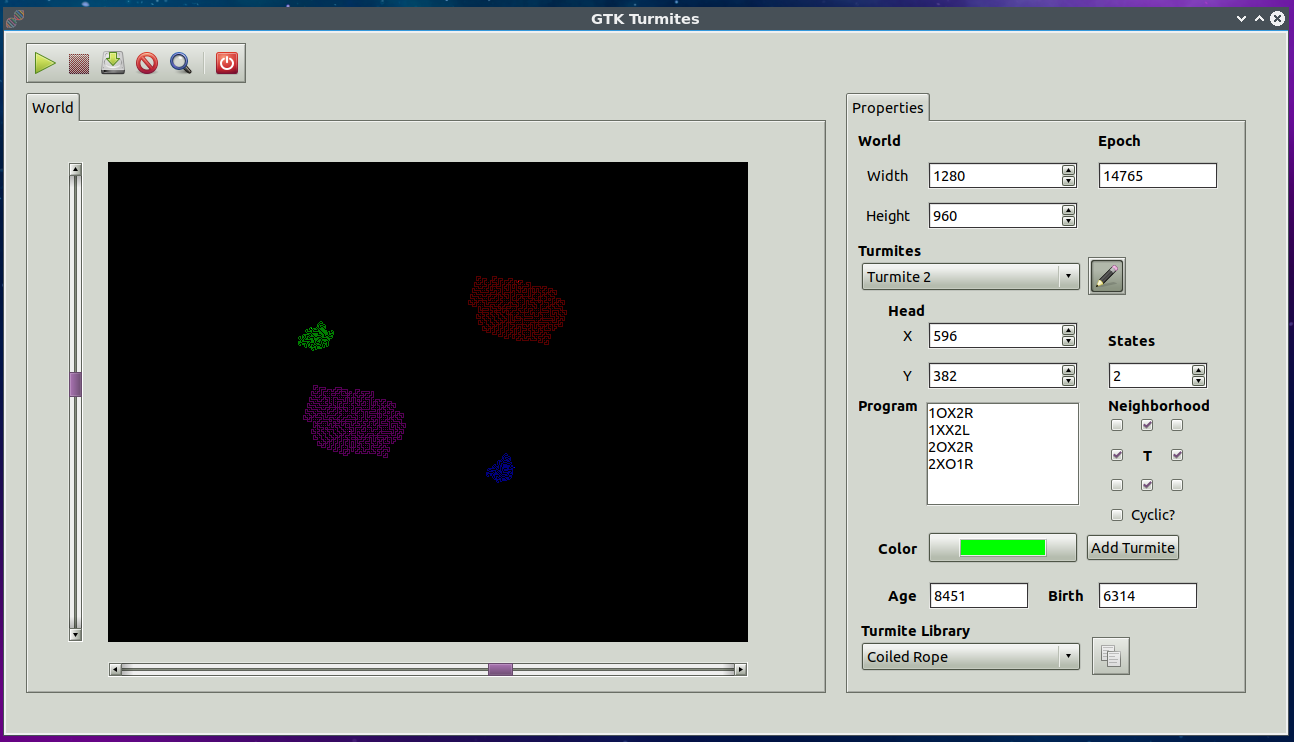 GTK Turmites
World
Properties
World
Epoch
Width
1280
14765
Height
960
Turmites
Turmite 2
Head
X
596
States
Y
382
2
Program
1OX2R
1XX2L
2OX2R
2XO1R
Neighborhood
T
Cyclic?
Color
Add Turmite
Age
8451
Birth
6314
Turmite Library
Coiled Rope